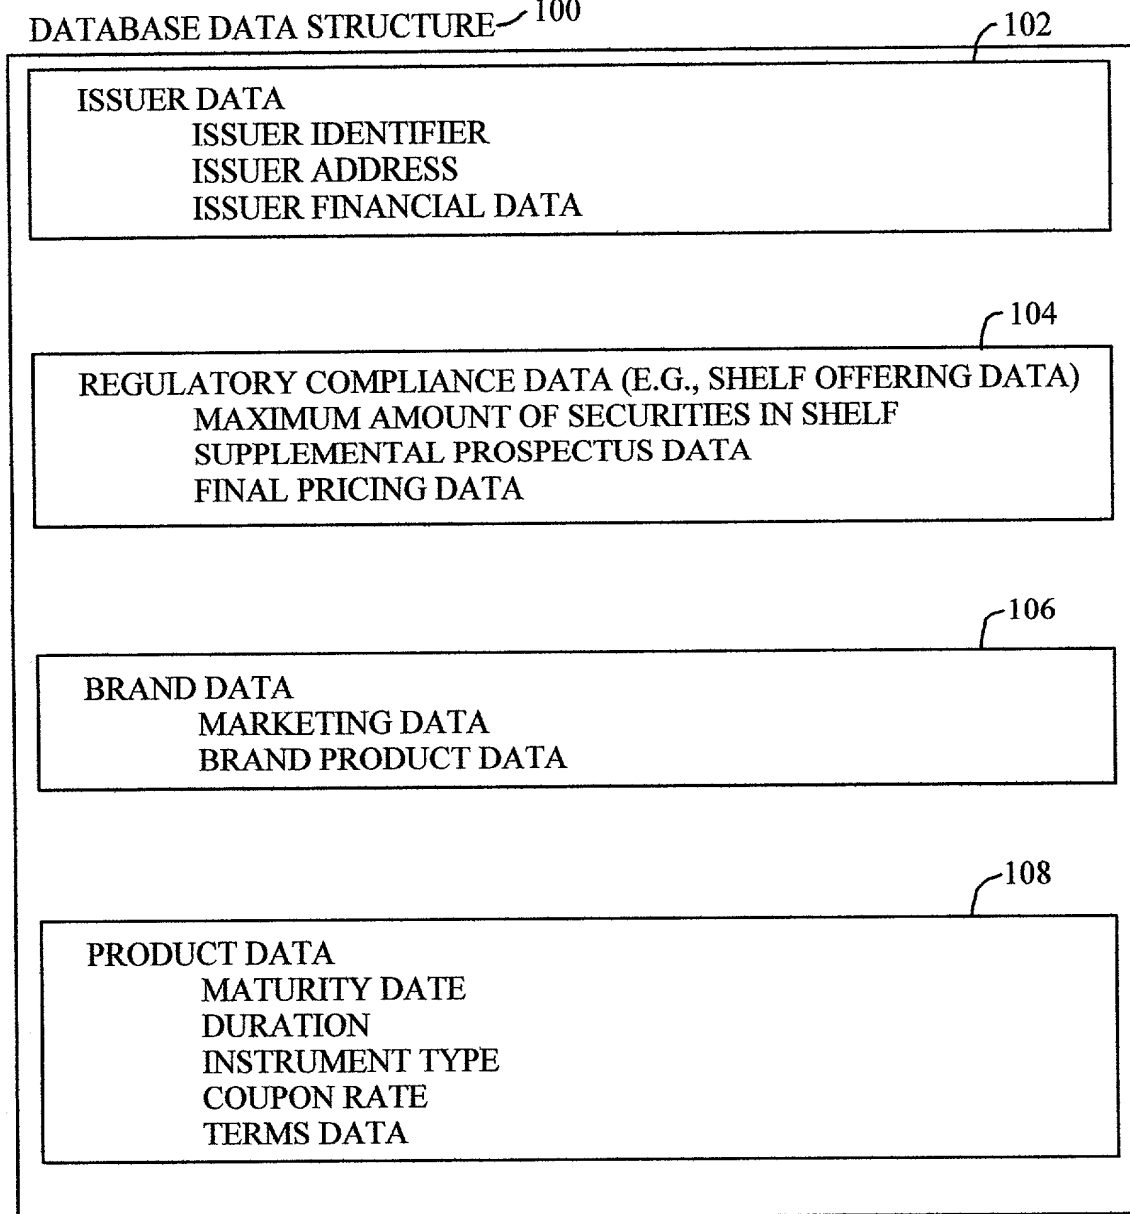 DATABASE DATA STRUCTURE 100
102
ISSUER DATA
ISSUER IDENTIFIER
ISSUER ADDRESS
ISSUER FINANCIAL DATA
104
REGULATORY COMPLIANCE DATA (E.G., SHELF OFFERING DATA)
MAXIMUM AMOUNT OF SECURITIES IN SHELF
SUPPLEMENTAL PROSPECTUS DATA
FINAL PRICING DATA
106
BRAND DATA
MARKETING DATA
BRAND PRODUCT DATA
108
PRODUCT DATA
MATURITY DATE
DURATION
INSTRUMENT TYPE
COUPON RATE
TERMS DATA